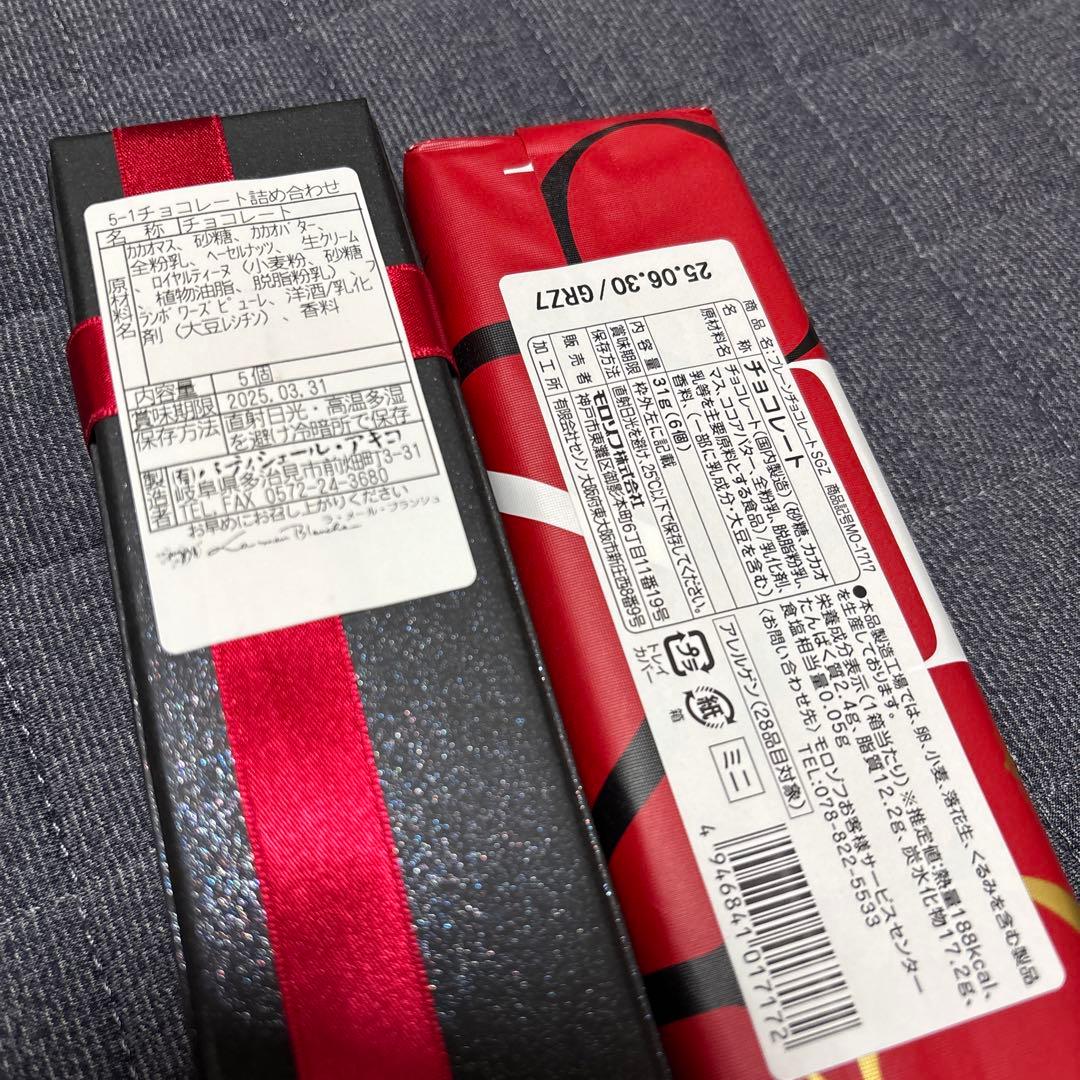 5-1チョコレート詰め合わせ
名 称 チョコレート
原材料名
カカオマス、砂糖、カカオバター、
全粉乳、ヘーゼルナッツ、生クリーム
、ロイヤルティーヌ（小麦粉、砂糖
、植物油脂、脱脂粉乳）、フ
ランボワーズピューレ、洋酒/乳化
剤（大豆レシチン）、香料
内容量 5個
賞味期限 2025.03.31
保存方法 直射日光・高温多湿
を避け冷暗所で保存
製造者 (有)パティシェール・アキコ
岐阜県多治見市前畑町3-31
TEL FAX 0572-24-3680
お早めにお召し上がりください
ラ・メール・ブランシュ
25.06.30/GRZ7
商品名:プレーンチョコレート SGZ 商品記号MO-1717
名 称 チョコレート
原材料名 チョコレート(国内製造)(砂糖、カカオ
マス、ココアバター、全粉乳、脱脂粉乳、
乳等を主要原料とする食品)/乳化剤、
香料、(一部に乳成分・大豆を含む)
内容量 31g(6個)
賞味期限 枠外左に記載
保存方法 直射日光を避け、25℃以下で保存してください。
販売者 モロゾフ株式会社
神戸市東灘区御影本町6丁目11番19号
加工所 有限会社セゾン 大阪府東大阪市新庄西8番9号
プラ
トレイ
カバー
紙
箱
ミニ
アレルゲン(28品目対象)
●本品製造工場では、卵、小麦、落花生、くるみを含む製品
を生産しております。
栄養成分表示(1箱当たり)※推定値:熱量188kcal、
たんぱく質2.4g、脂質12.2g、炭水化物17.2g、
食塩相当量0.05g
〈お問い合わせ先〉モロゾフお客様サービスセンター
TEL:078-822-5533
4 946841 017172